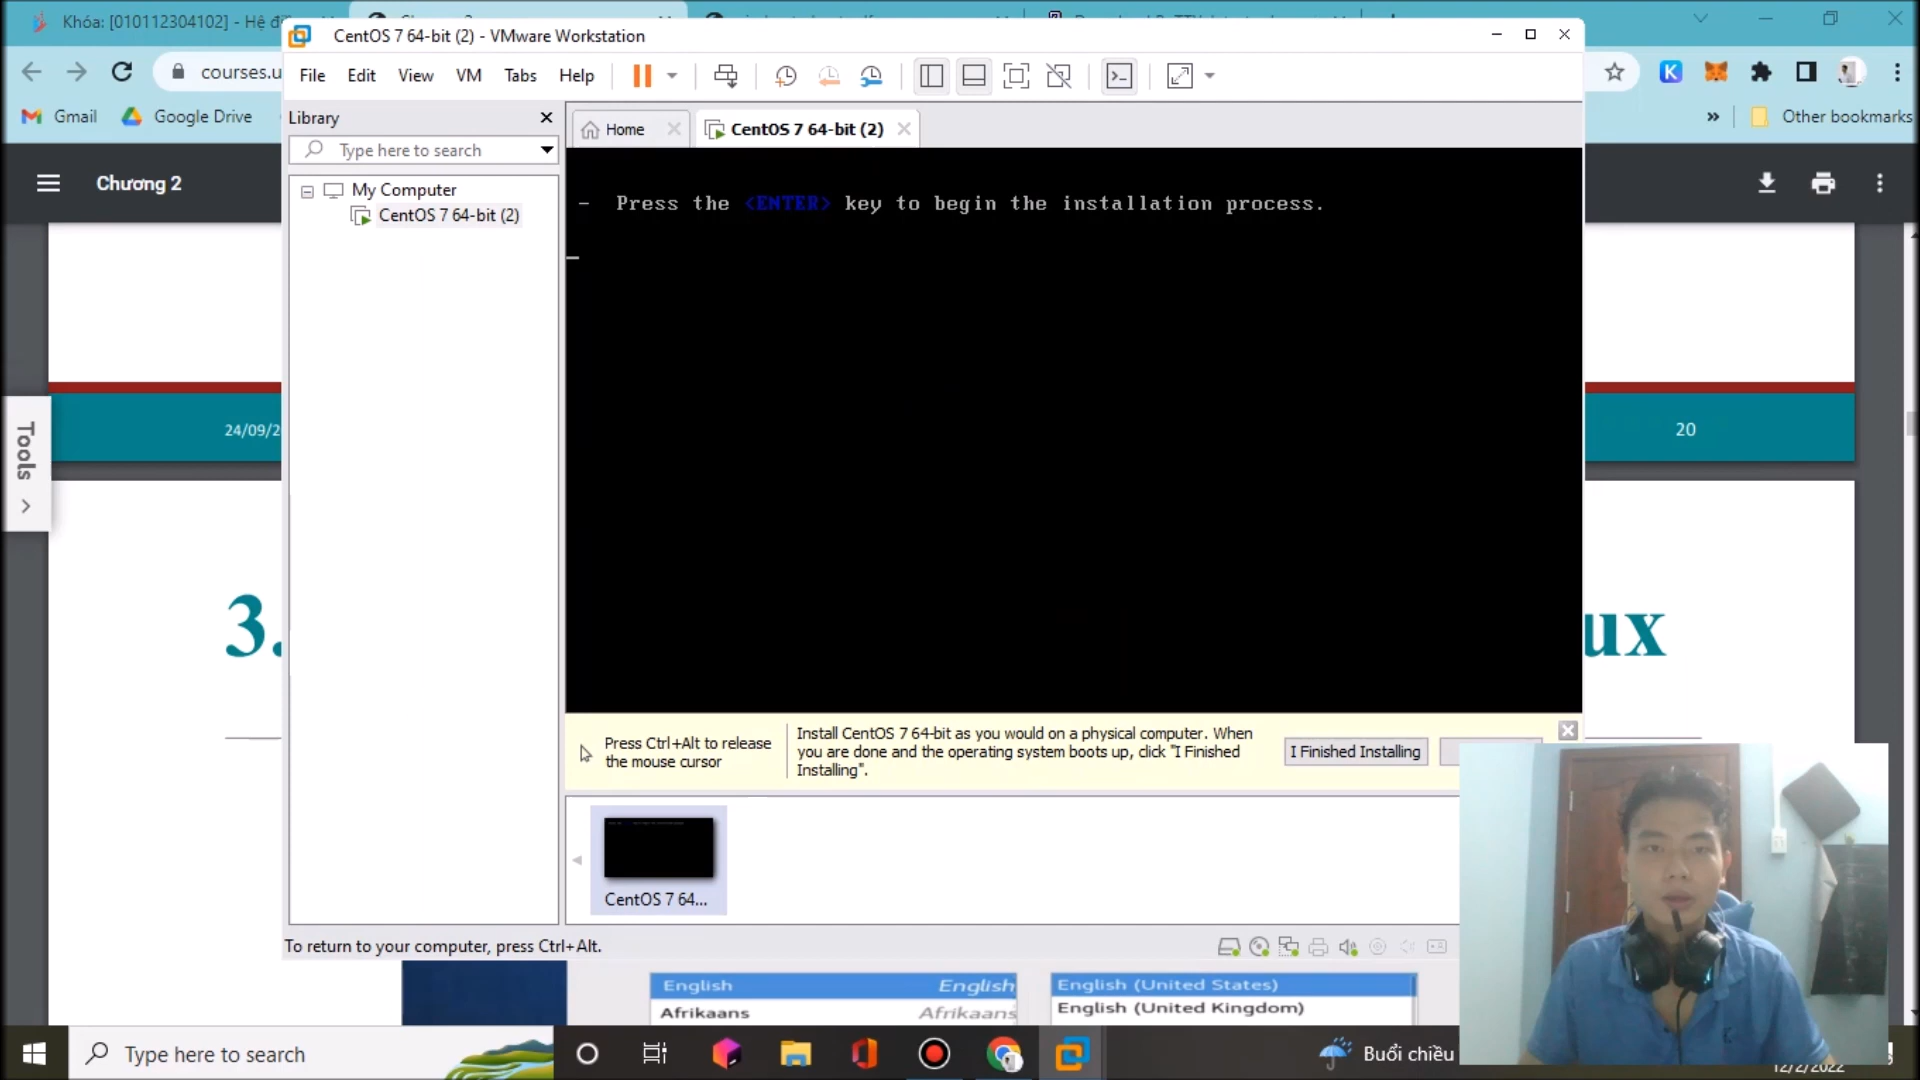 Khóa: [010112304102] - Hệ đi
CentOS 7 64-bit (2) - VMware Workstation
courses.u
File Edit View VM Tabs Help
Gmail Google Drive
» Other bookmarks
Library
Home
CentOS 7 64-bit (2)
Type here to search
Chương 2
My Computer
CentOS 7 64-bit (2)
- Press the <ENTER> key to begin the installation process.
24/09/2
20
Tools
3.
ux
Press Ctrl+Alt to release
the mouse cursor
Install CentOS 7 64-bit as you would on a physical computer. When
you are done and the operating system boots up, click "I Finished
Installing".
I Finished Installing
CentOS 7 64...
To return to your computer, press Ctrl+Alt.
English English
Afrikaans Afrikaans
English (United States)
English (United Kingdom)
Type here to search
Buổi chiều
12/2/2022